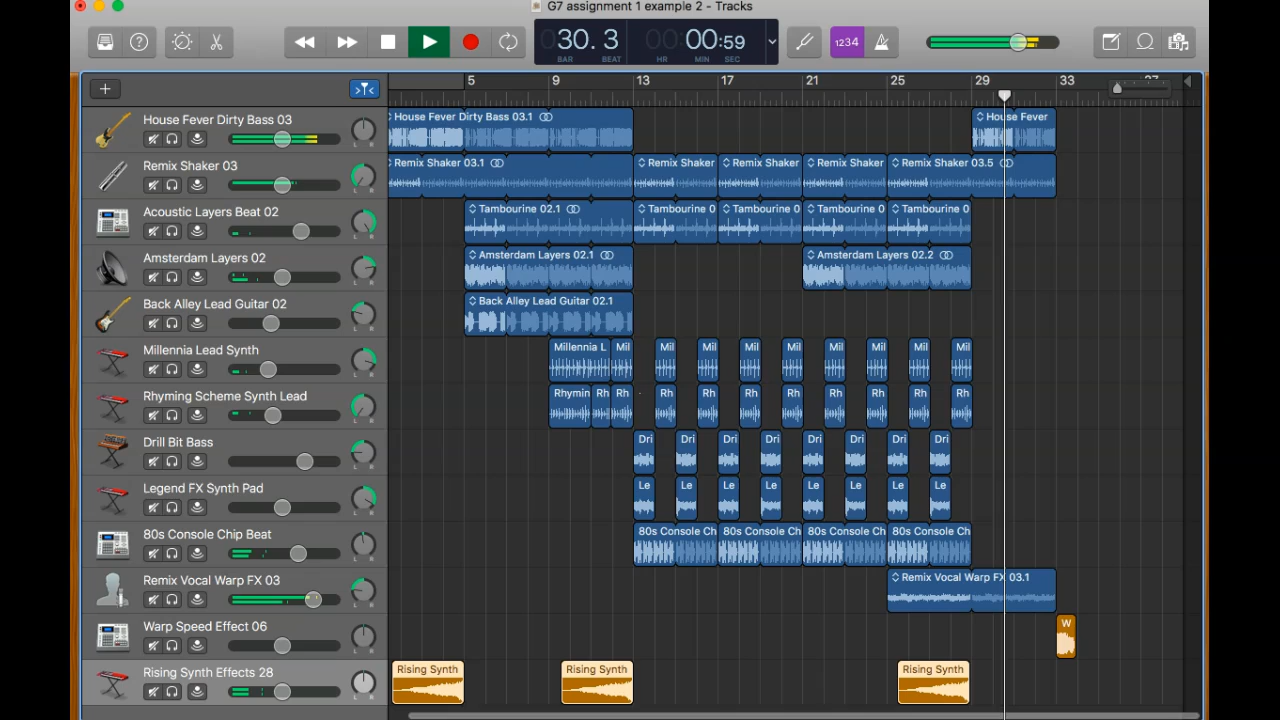 G7 assignment 1 example 2 - Tracks
30. 3
BAR BEAT
00:00:59
HR MIN SEC
1234
5 13 17 21 25 29 33
House Fever Dirty Bass 03
L R
House Fever Dirty Bass 03.1
House Fever
Remix Shaker 03
L R
Remix Shaker 03.1
Remix Shaker
Remix Shaker
Remix Shaker
Remix Shaker 03.5
Acoustic Layers Beat 02
L R
Tambourine 02.1
Tambourine 0
Tambourine 0
Tambourine 0
Tambourine 0
Amsterdam Layers 02
L R
Amsterdam Layers 02.1
Amsterdam Layers 02.2
Back Alley Lead Guitar 02
L R
Back Alley Lead Guitar 02.1
Millennia Lead Synth
L R
Millennia L
Mil
Mil
Mil
Mil
Mil
Mil
Mil
Mil
Mil
Rhyming Scheme Synth Lead
L R
Rhymin
Rh
Rh
Rh
Rh
Rh
Rh
Rh
Rh
Rh
Rh
Drill Bit Bass
L R
Dri
Dri
Dri
Dri
Dri
Dri
Dri
Dri
Legend FX Synth Pad
L R
Le
Le
Le
Le
Le
Le
Le
Le
80s Console Chip Beat
L R
80s Console Ch
80s Console Ch
80s Console Ch
80s Console Ch
Remix Vocal Warp FX 03
L R
Remix Vocal Warp FX 03.1
Warp Speed Effect 06
L R
W
Rising Synth Effects 28
L R
Rising Synth
Rising Synth
Rising Synth